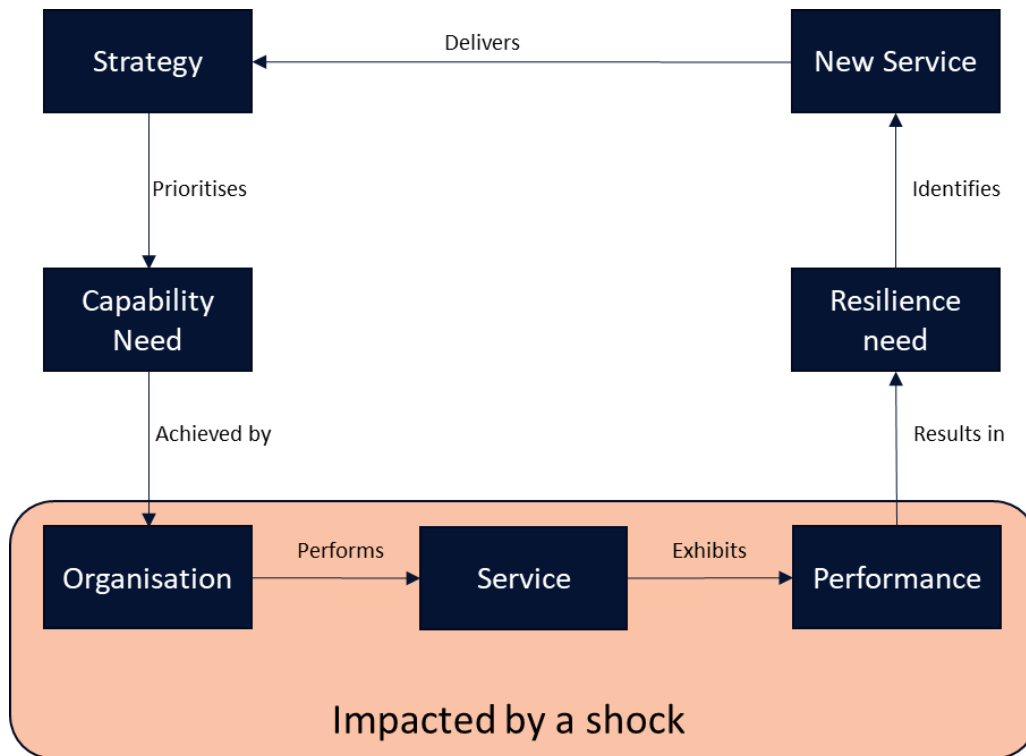 Strategy
Delivers
New Service
Prioritises
Identifies
Capability
Need
Resilience
need
Achieved by
Results in
Organisation
Performs
Service
Exhibits
Performance
Impacted by a shock